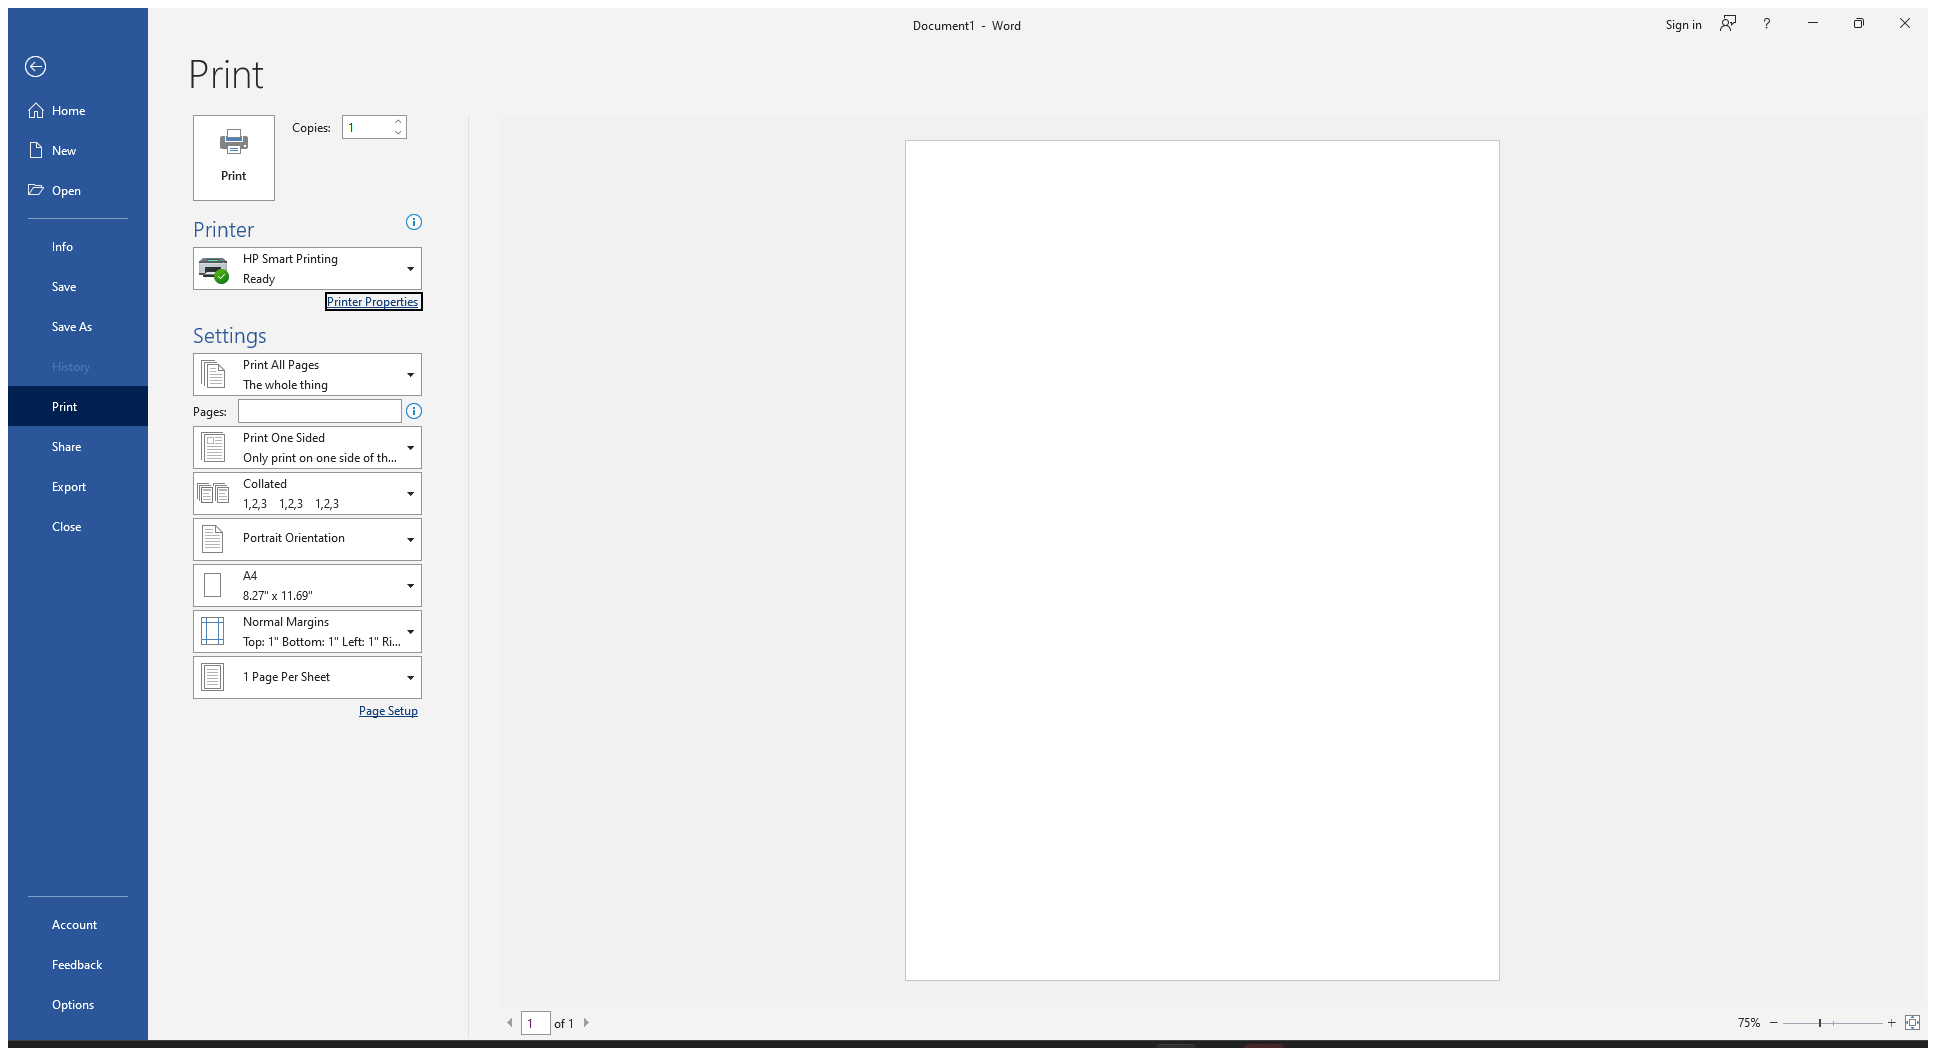 Document1 - Word
Sign in
?
Print
Home
New
Open
Info
Save
Save As
History
Print
Share
Export
Close
Account
Feedback
Options
Print
Copies: 1
Printer
HP Smart Printing
Ready
Printer Properties
Settings
Print All Pages
The whole thing
Pages:
Print One Sided
Only print on one side of th...
Collated
1,2,3 1,2,3 1,2,3
Portrait Orientation
A4
8.27" x 11.69"
Normal Margins
Top: 1" Bottom: 1" Left: 1" Ri...
1 Page Per Sheet
Page Setup
1 of 1
75%